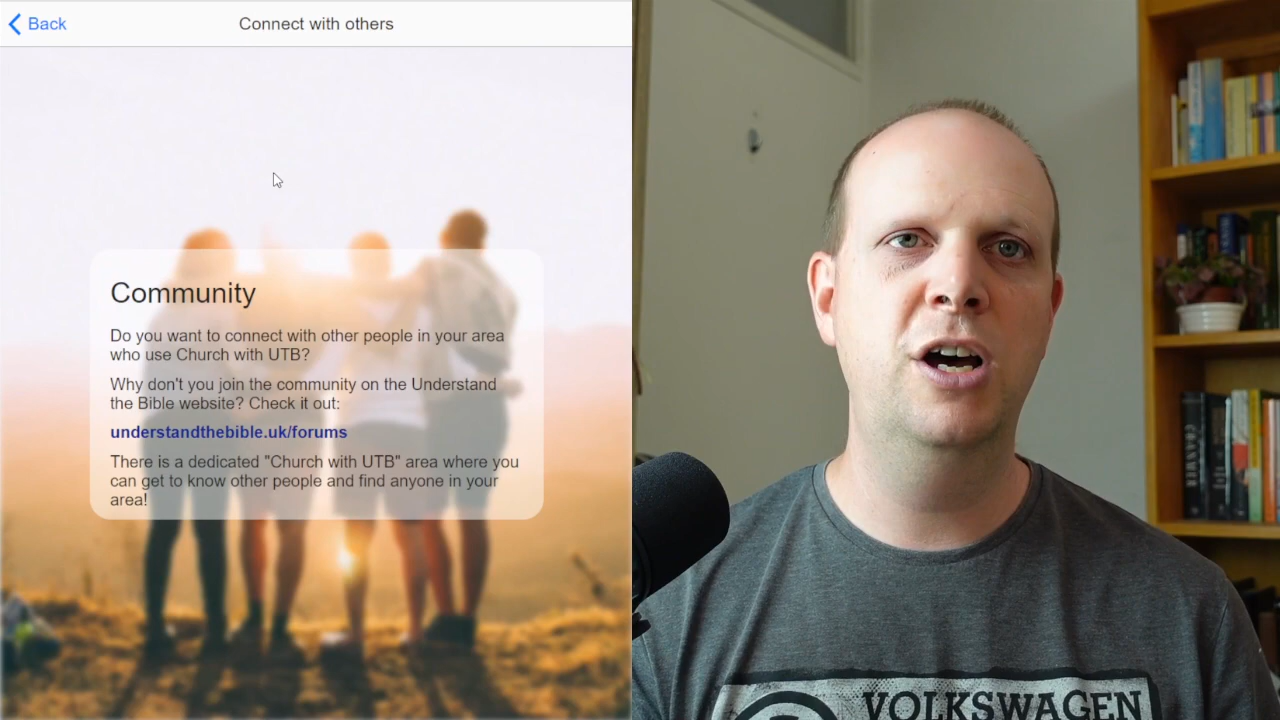 Back
Connect with others
Community
Do you want to connect with other people in your area
who use Church with UTB?
Why don't you join the community on the Understand
the Bible website? Check it out:
understandthebible.uk/forums
There is a dedicated "Church with UTB" area where you
can get to know other people and find anyone in your
area!
CRANMER
VOLKSWAGEN